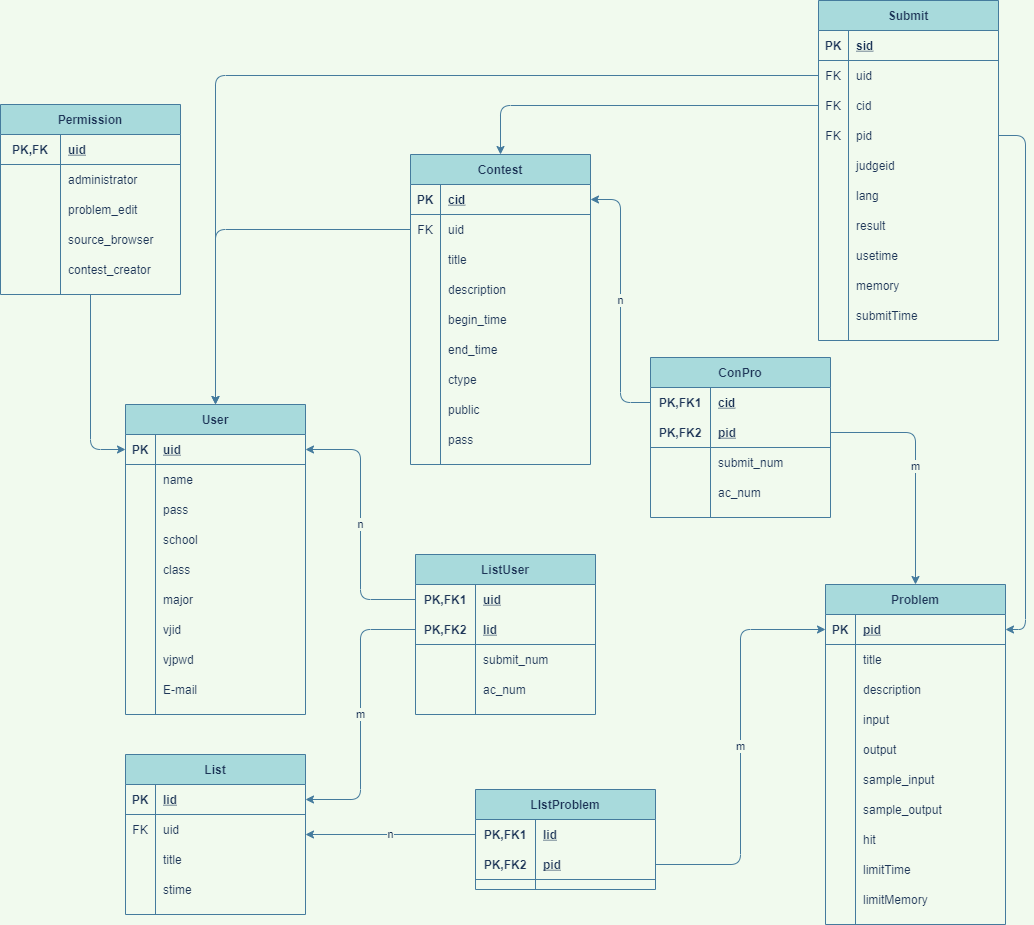 Submit
PK sid
FK uid
FK cid
FK pid
judgeid
lang
result
usetime
memory
submitTime
Permission
PK,FK uid
administrator
problem_edit
source_browser
contest_creator
Contest
PK cid
FK uid
title
description
begin_time
end_time
ctype
public
pass
n
ConPro
PK,FK1 cid
PK,FK2 pid
submit_num
ac_num
m
User
PK uid
name
pass
school
class
major
vjid
vjpwd
E-mail
n
ListUser
PK,FK1 uid
PK,FK2 lid
submit_num
ac_num
m
Problem
PK pid
title
description
input
output
sample_input
sample_output
hit
limitTime
limitMemory
m
List
PK lid
FK uid
title
stime
n
LIstProblem
PK,FK1 lid
PK,FK2 pid